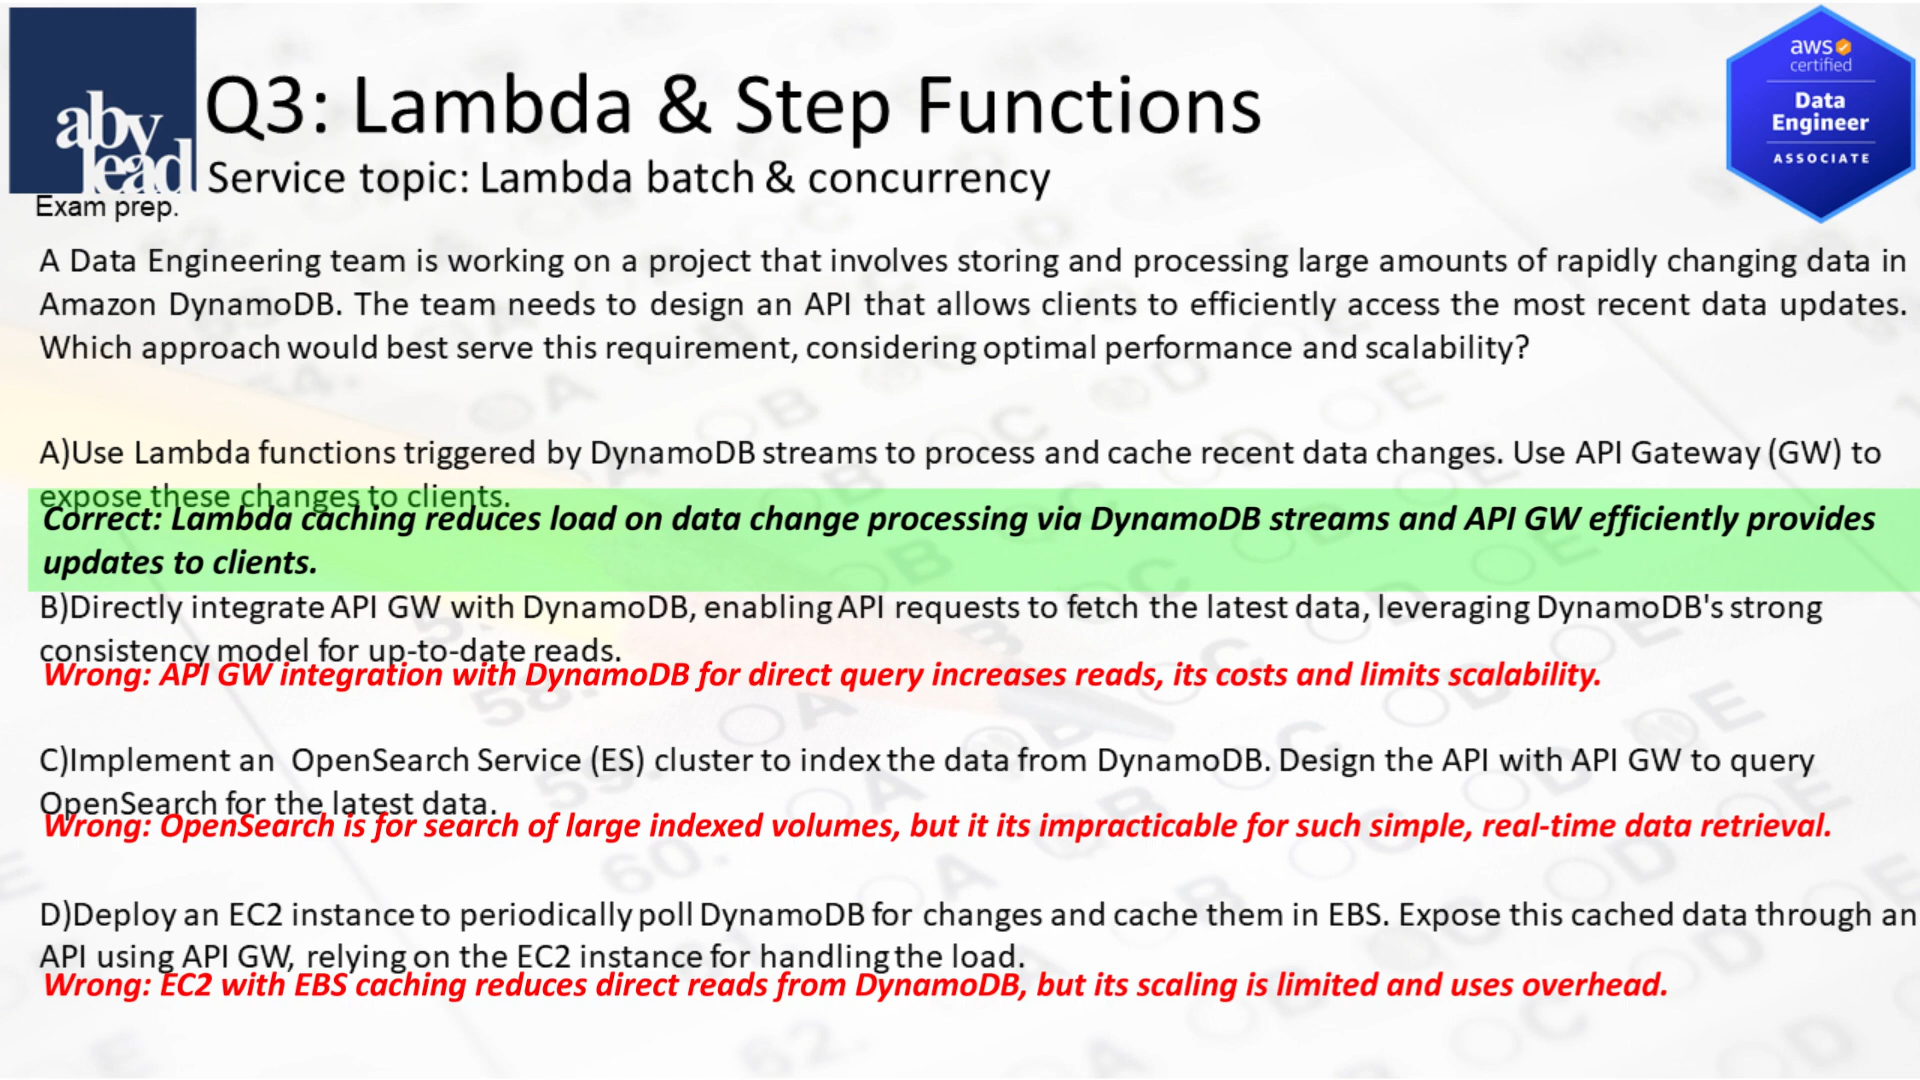 aby
lead
Exam prep.
Q3: Lambda & Step Functions
Service topic: Lambda batch & concurrency
aws
certified
Data
Engineer
ASSOCIATE
A Data Engineering team is working on a project that involves storing and processing large amounts of rapidly changing data in
Amazon DynamoDB. The team needs to design an API that allows clients to efficiently access the most recent data updates.
Which approach would best serve this requirement, considering optimal performance and scalability?
A)Use Lambda functions triggered by DynamoDB streams to process and cache recent data changes. Use API Gateway (GW) to
expose these changes to clients.
Correct: Lambda caching reduces load on data change processing via DynamoDB streams and API GW efficiently provides
updates to clients.
B)Directly integrate API GW with DynamoDB, enabling API requests to fetch the latest data, leveraging DynamoDB's strong
consistency model for up-to-date reads.
Wrong: API GW integration with DynamoDB for direct query increases reads, its costs and limits scalability.
C)Implement an OpenSearch Service (ES) cluster to index the data from DynamoDB. Design the API with API GW to query
OpenSearch for the latest data.
Wrong: OpenSearch is for search of large indexed volumes, but it its impracticable for such simple, real-time data retrieval.
D)Deploy an EC2 instance to periodically poll DynamoDB for changes and cache them in EBS. Expose this cached data through an
API using API GW, relying on the EC2 instance for handling the load.
Wrong: EC2 with EBS caching reduces direct reads from DynamoDB, but its scaling is limited and uses overhead.